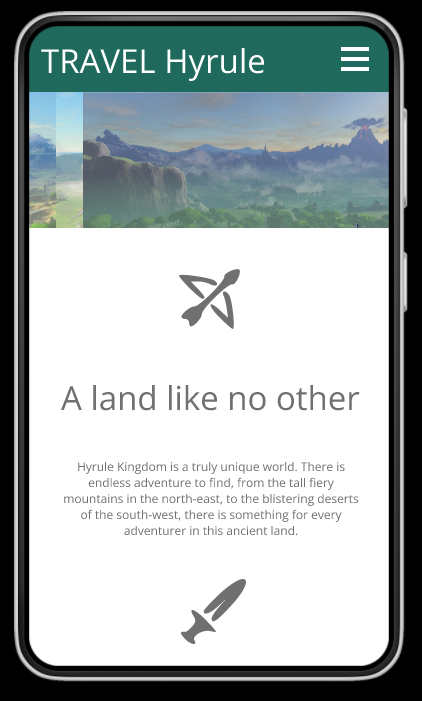 TRAVEL Hyrule
A land like no other
Hyrule Kingdom is a truly unique world. There is
endless adventure to find, from the tall fiery
mountains in the north-east, to the blistering deserts
of the south-west, there is something for every
adventurer in this ancient land.